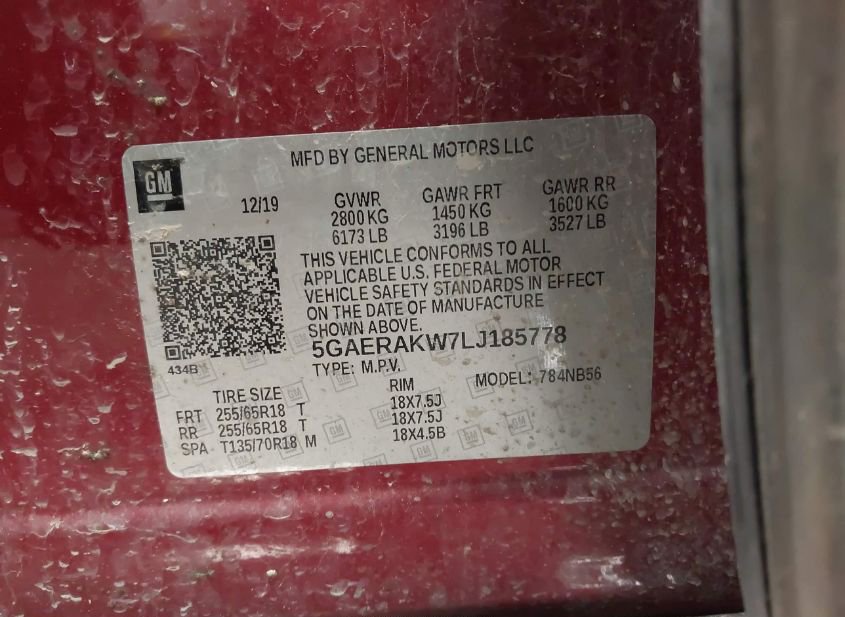 MFD BY GENERAL MOTORS LLC
GM
12/19
GVWR GAWR FRT GAWR RR
2800 KG 1450 KG 1600 KG
6173 LB 3196 LB 3527 LB
THIS VEHICLE CONFORMS TO ALL
APPLICABLE U.S. FEDERAL MOTOR
VEHICLE SAFETY STANDARDS IN EFFECT
ON THE DATE OF MANUFACTURE
SHOWN ABOVE.
5GAERAKW7LJ185778
434B
TYPE: M.P.V. MODEL: 784NB56
TIRE SIZE RIM
FRT 255/65R18 T 18X7.5J
RR 255/65R18 T 18X7.5J
SPA T135/70R18 M 18X4.5B